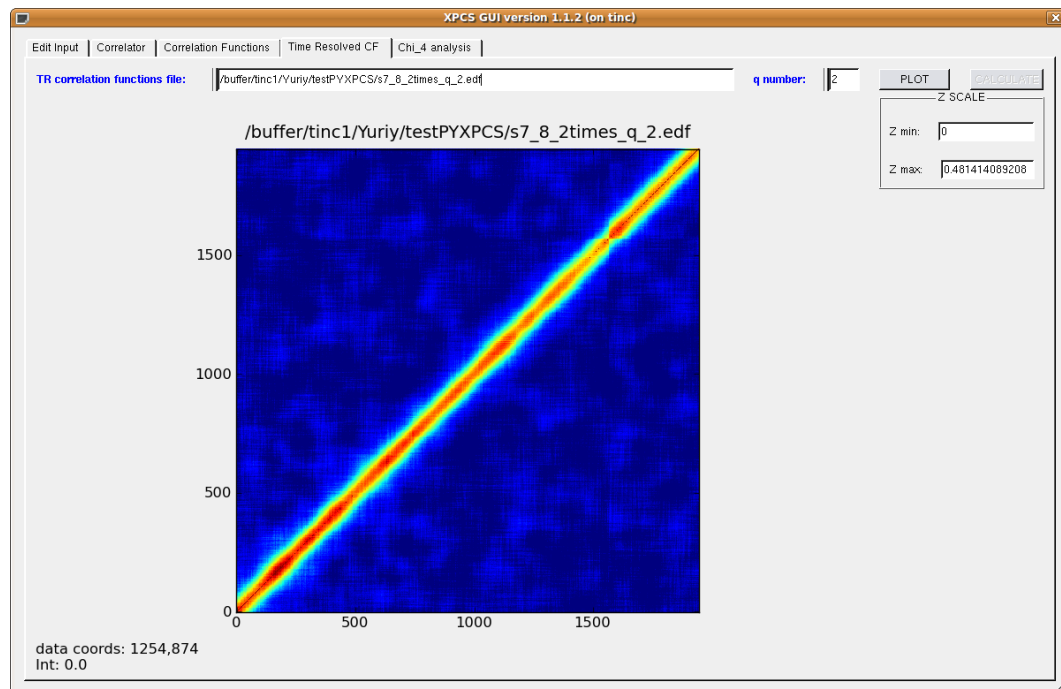 XPCS GUI version 1.1.2 (on tinc)
Edit Input Correlator Correlation Functions Time Resolved CF Chi_4 analysis
TR correlation functions file: /buffer/tinc1/Yuriy/testPYXPCS/s7_8_2times_q_2.edf q number: 2 PLOT CALCULATE
Z SCALE
Z min: 0
Z max: 0.481414089208
/buffer/tinc1/Yuriy/testPYXPCS/s7_8_2times_q_2.edf
1500
1000
500
0
0 500 1000 1500
data coords: 1254,874
Int: 0.0